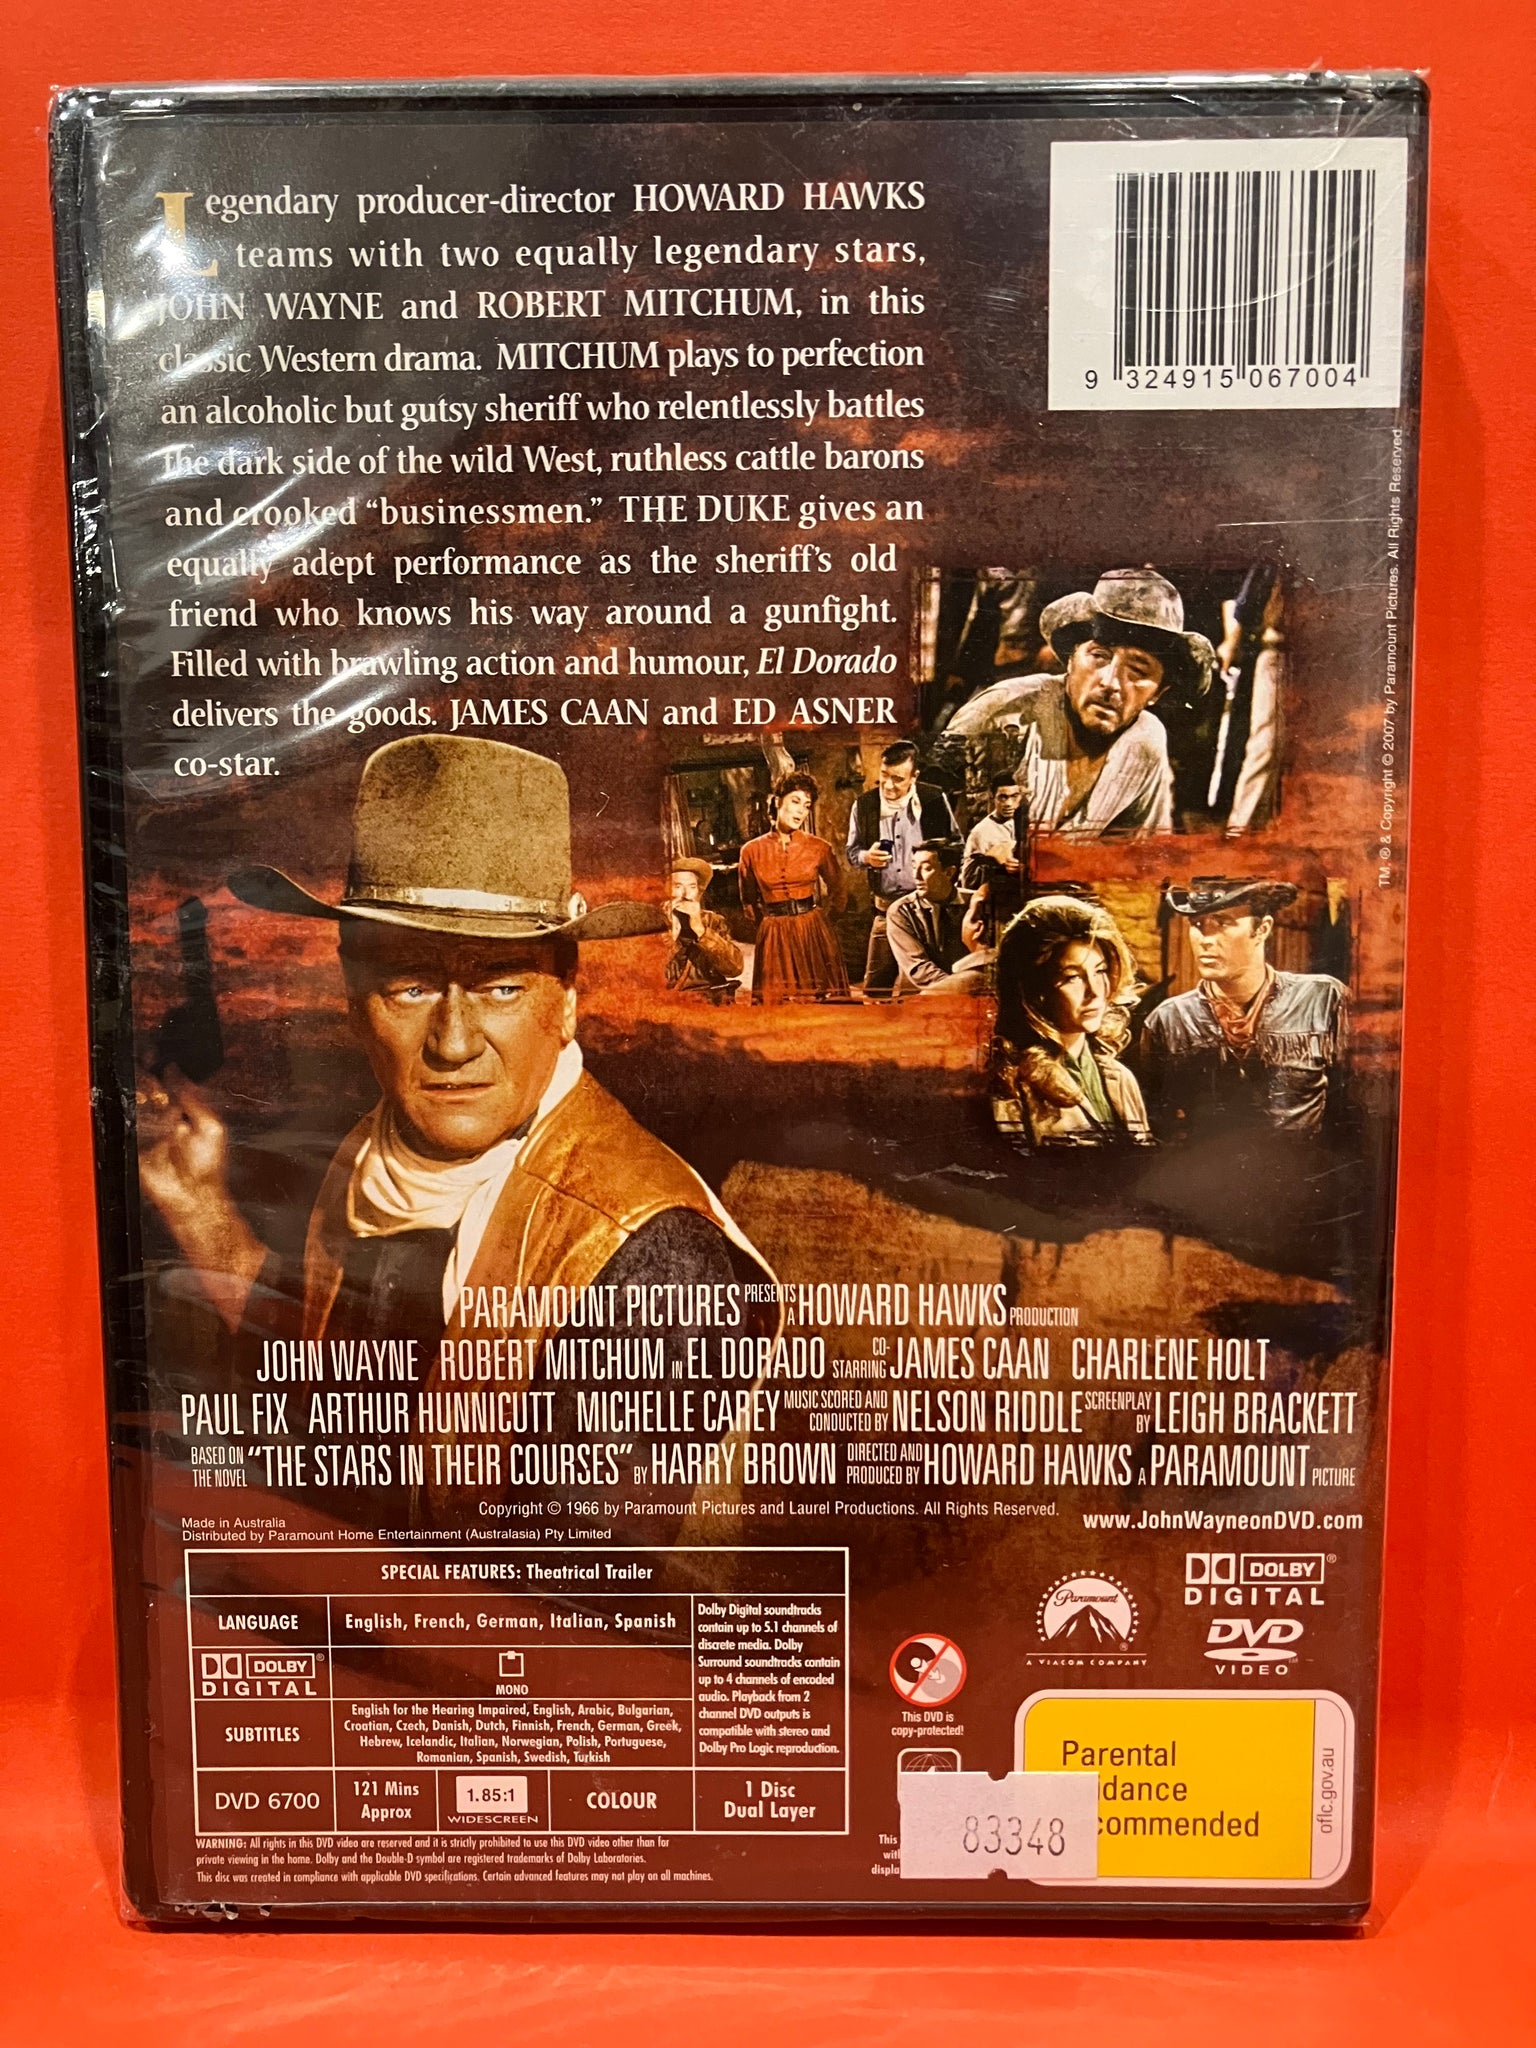 Legendary producer-director HOWARD HAWKS
teams with two equally legendary stars,
JOHN WAYNE and ROBERT MITCHUM, in this
classic Western drama. MITCHUM plays to perfection
an alcoholic but gutsy sheriff who relentlessly battles
the dark side of the wild West, ruthless cattle barons
and crooked “businessmen.” THE DUKE gives an
equally adept performance as the sheriff’s old
friend who knows his way around a gunfight.
Filled with brawling action and humour, El Dorado
delivers the goods. JAMES CAAN and ED ASNER
co-star.
9 324915 067004
TM, ® & Copyright © 2007 by Paramount Pictures. All Rights Reserved.
PARAMOUNT PICTURES PRESENTS A HOWARD HAWKS PRODUCTION
JOHN WAYNE ROBERT MITCHUM IN EL DORADO CO-STARRING JAMES CAAN CHARLENE HOLT
PAUL FIX ARTHUR HUNNICUTT MICHELLE CAREY MUSIC SCORED AND CONDUCTED BY NELSON RIDDLE SCREENPLAY BY LEIGH BRACKETT
BASED ON THE NOVEL “THE STARS IN THEIR COURSES” BY HARRY BROWN DIRECTED AND PRODUCED BY HOWARD HAWKS A PARAMOUNT PICTURE
Copyright © 1966 by Paramount Pictures and Laurel Productions. All Rights Reserved.
Made in Australia
Distributed by Paramount Home Entertainment (Australasia) Pty Limited
www.JohnWayneonDVD.com
SPECIAL FEATURES: Theatrical Trailer
LANGUAGE
English, French, German, Italian, Spanish
DOLBY®
DIGITAL
MONO
SUBTITLES
English for the Hearing Impaired, English, Arabic, Bulgarian,
Croatian, Czech, Danish, Dutch, Finnish, French, German, Greek,
Hebrew, Icelandic, Italian, Norwegian, Polish, Portuguese,
Romanian, Spanish, Swedish, Turkish
Dolby Digital soundtracks
contain up to 5.1 channels of
discrete media. Dolby
Surround soundtracks contain
up to 4 channels of encoded
audio. Playback from 2
channel DVD outputs is
compatible with stereo and
Dolby Pro Logic reproduction.
DVD 6700
121 Mins
Approx
1.85:1
WIDESCREEN
COLOUR
1 Disc
Dual Layer
WARNING: All rights in this DVD video are reserved and it is strictly prohibited to use this DVD video other than for
private viewing in the home. Dolby and the Double-D symbol are registered trademarks of Dolby Laboratories.
This disc was created in compliance with applicable DVD specifications. Certain advanced features may not play on all machines.
This DVD is
copy-protected!
Paramount
A VIACOM COMPANY
DOLBY®
DIGITAL
DVD
VIDEO
This
83348
Parental
dance
commended
oflc.gov.au